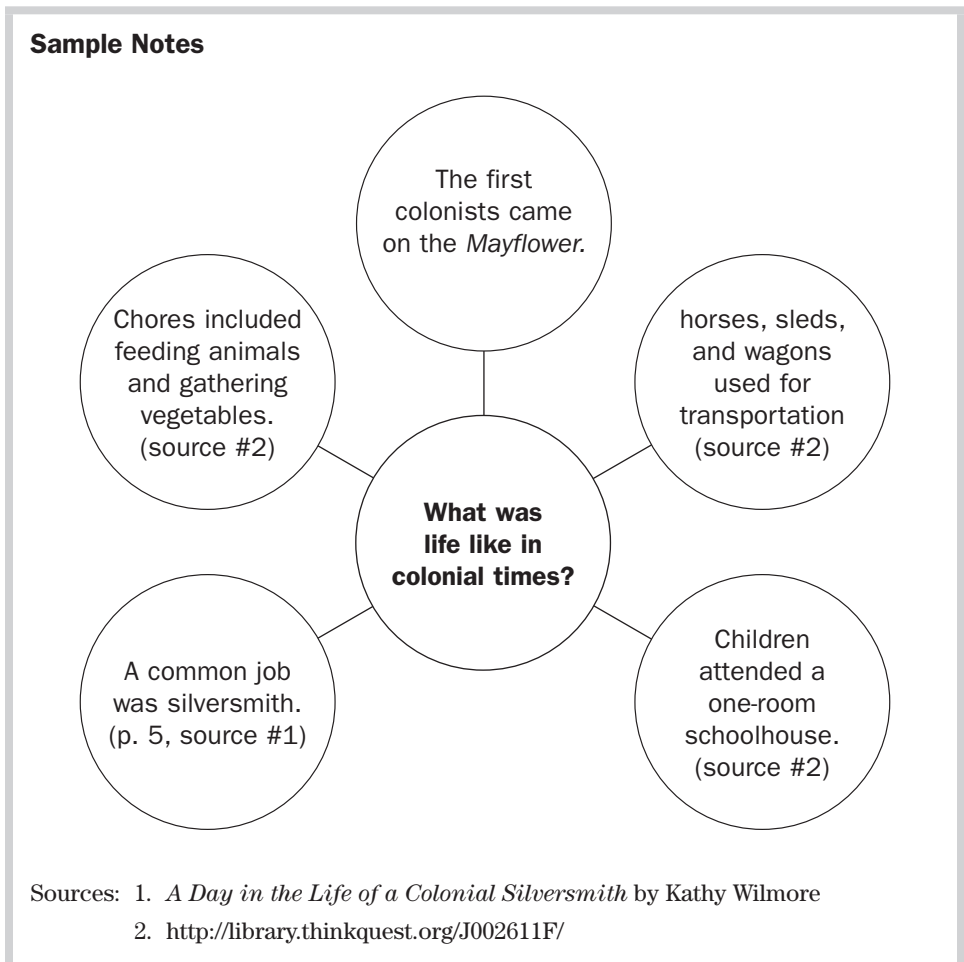 Sample Notes
The first
colonists came
on the Mayflower.
Chores included
feeding animals
and gathering
vegetables.
(source #2)
horses, sleds,
and wagons
used for
transportation
(source #2)
What was
life like in
colonial times?
A common job
was silversmith.
(p. 5, source #1)
Children
attended a
one-room
schoolhouse.
(source #2)
Sources: 1. A Day in the Life of a Colonial Silversmith by Kathy Wilmore
2. http://library.thinkquest.org/J002611F/